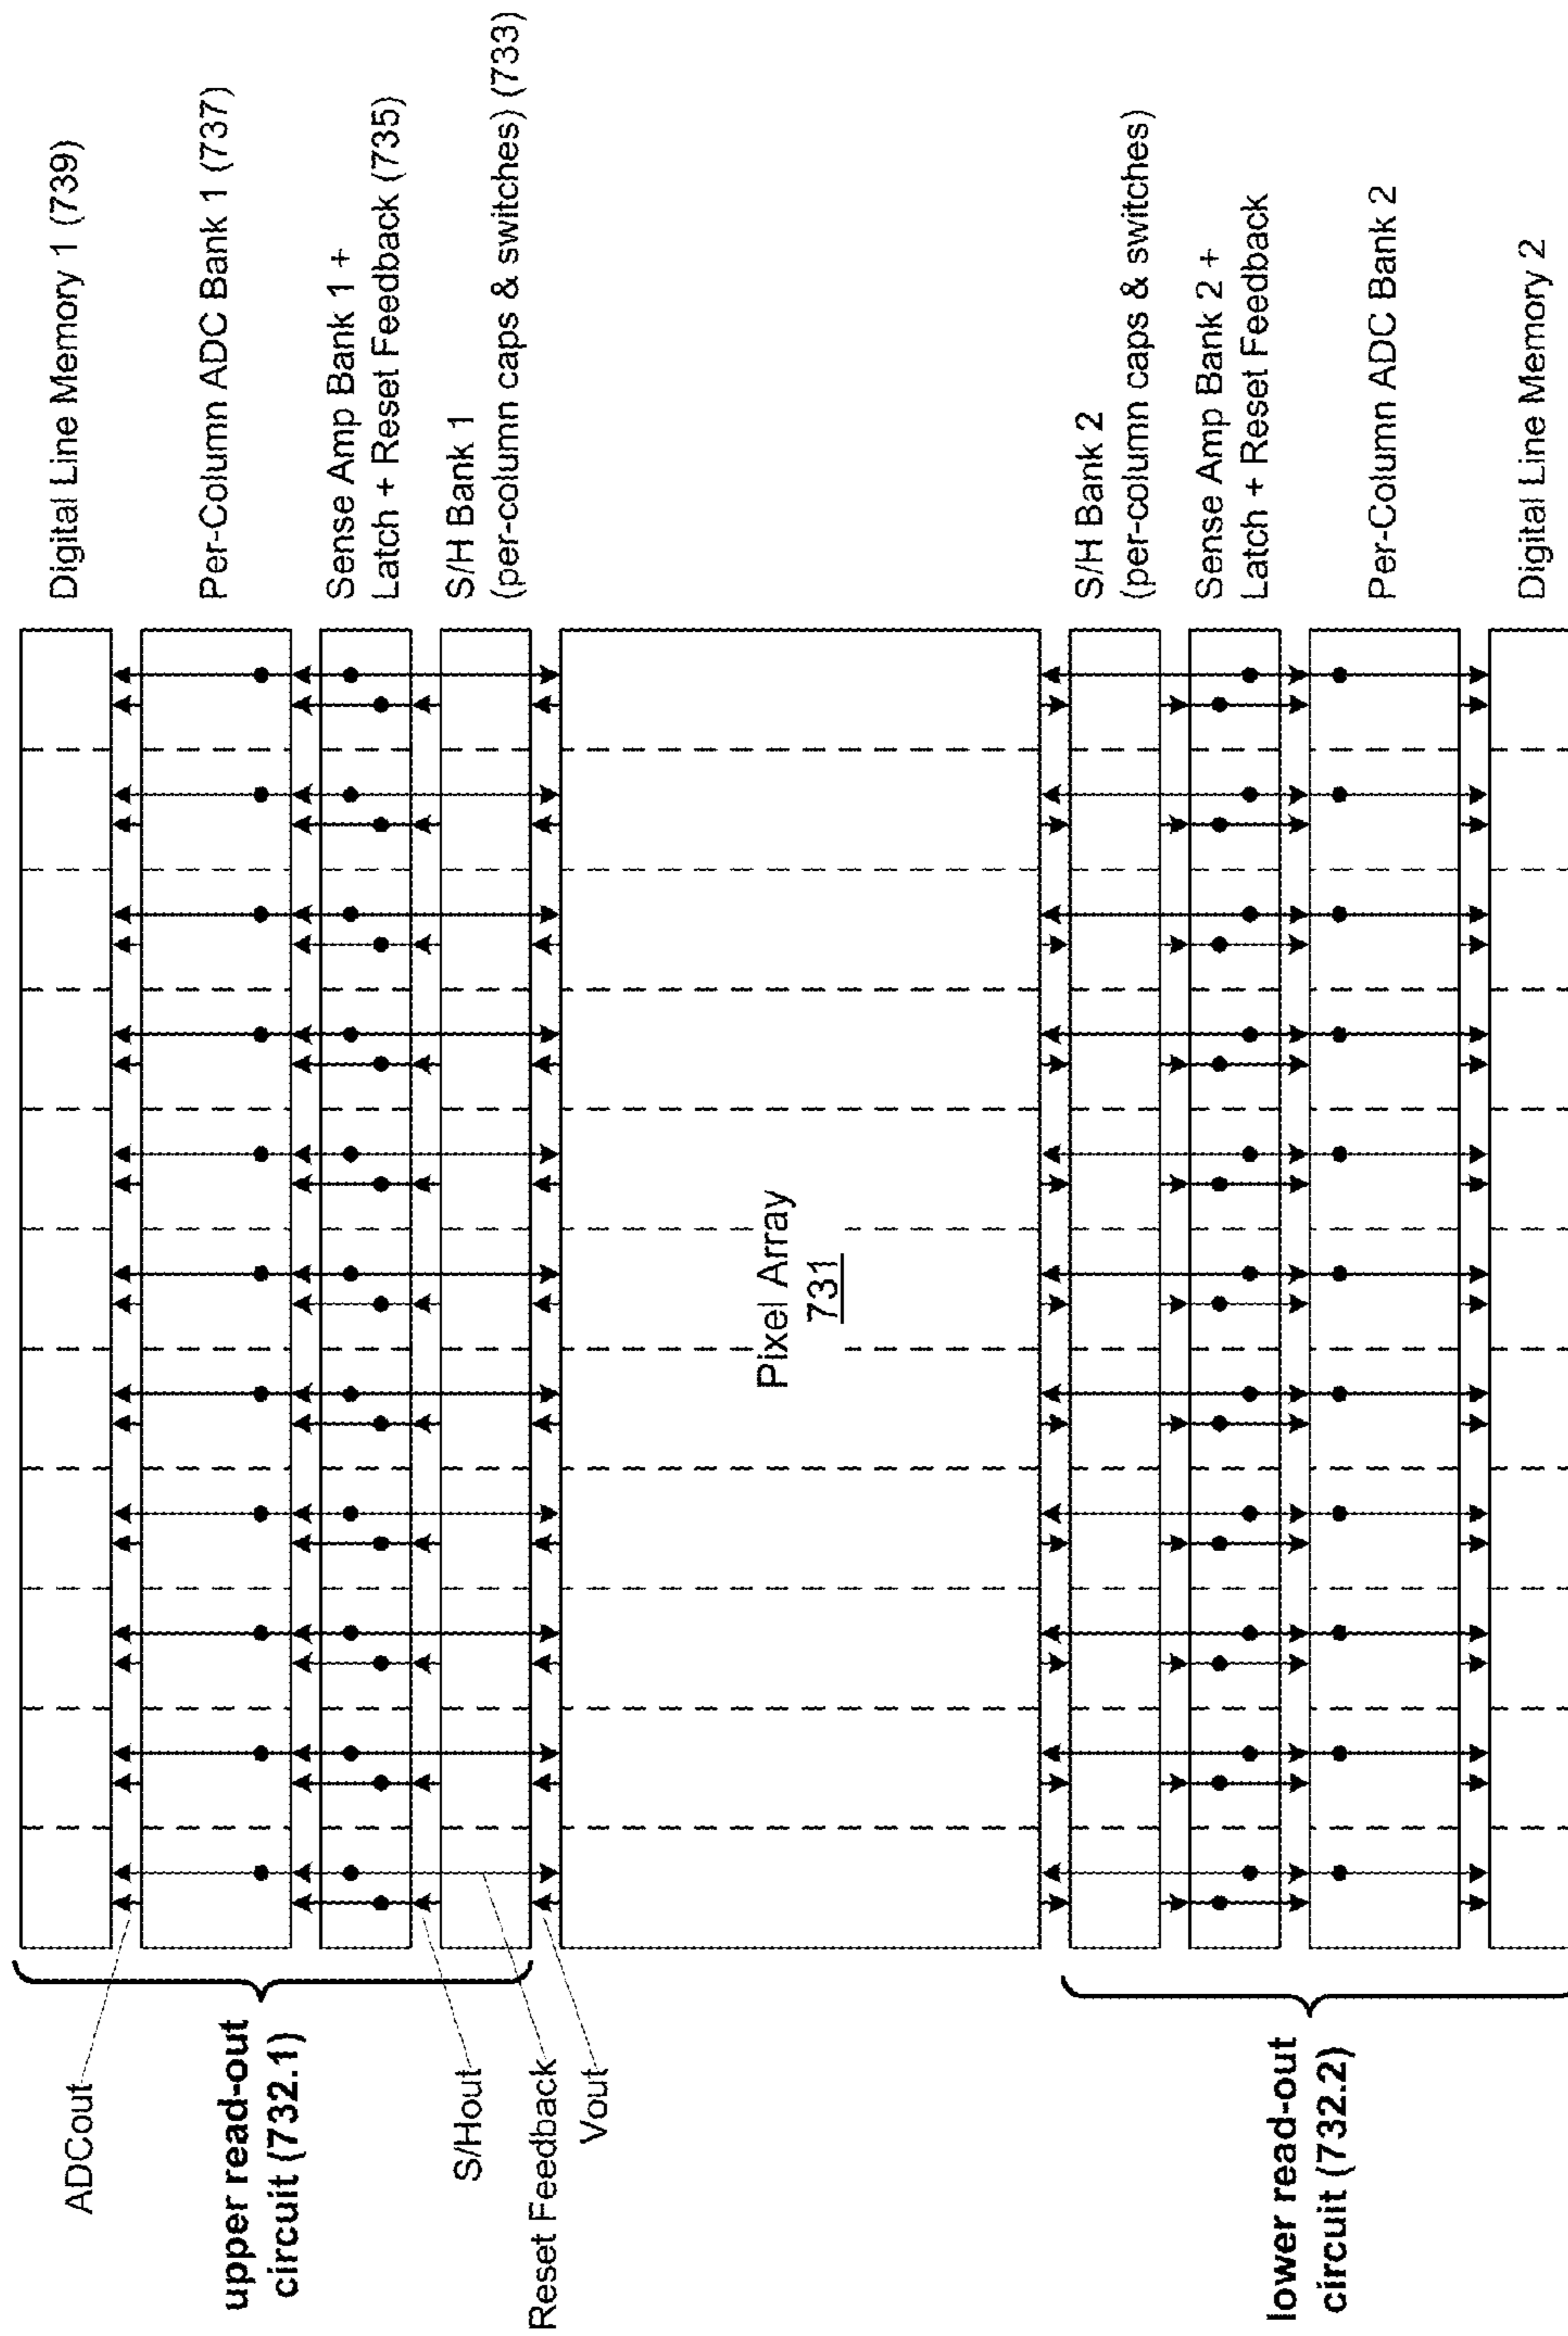 Digital Line Memory 1 (739)
Per-Column ADC Bank 1 (737)
Sense Amp Bank 1 +
Latch + Reset Feedback (735)
S/H Bank 1
(per-column caps & switches) (733)
ADCout
upper read-out
circuit (732.1)
S/Hout
Reset Feedback
Vout
Pixel Array
731
S/H Bank 2
(per-column caps & switches)
Sense Amp Bank 2 +
Latch + Reset Feedback
Per-Column ADC Bank 2
Digital Line Memory 2
lower read-out
circuit (732.2)